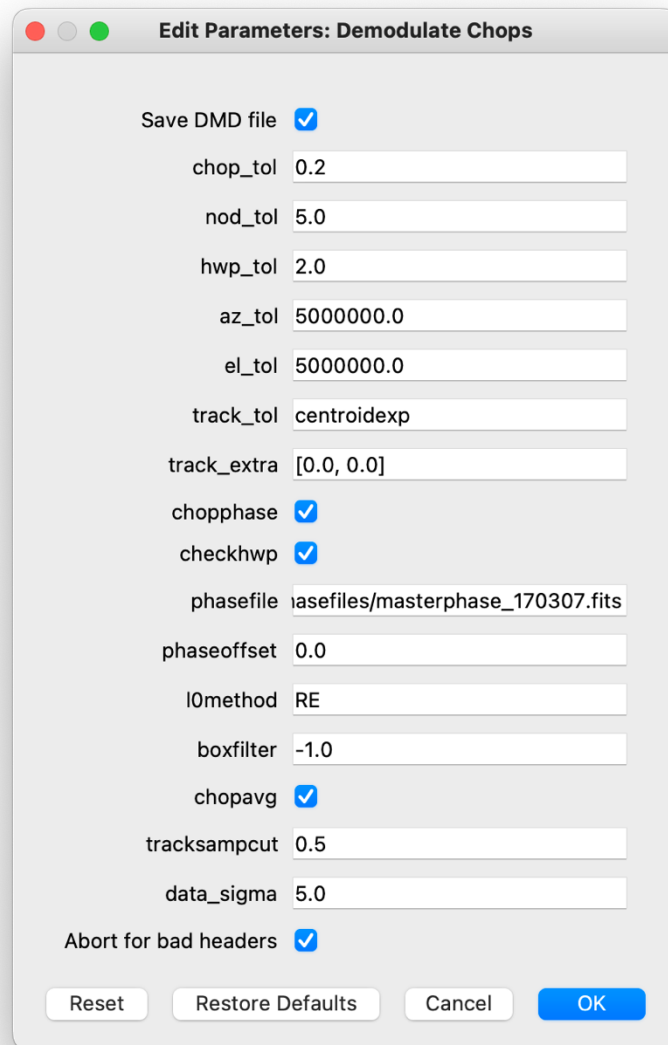 Edit Parameters: Demodulate Chops
Save DMD file
chop_tol 0.2
nod_tol 5.0
hwp_tol 2.0
az_tol 5000000.0
el_tol 5000000.0
track_tol centroidexp
track_extra [0.0, 0.0]
chopphase
checkhwp
phasefile asefiles/masterphase_170307.fits
phaseoffset 0.0
l0method RE
boxfilter -1.0
chopavg
tracksampcut 0.5
data_sigma 5.0
Abort for bad headers
Reset Restore Defaults Cancel OK